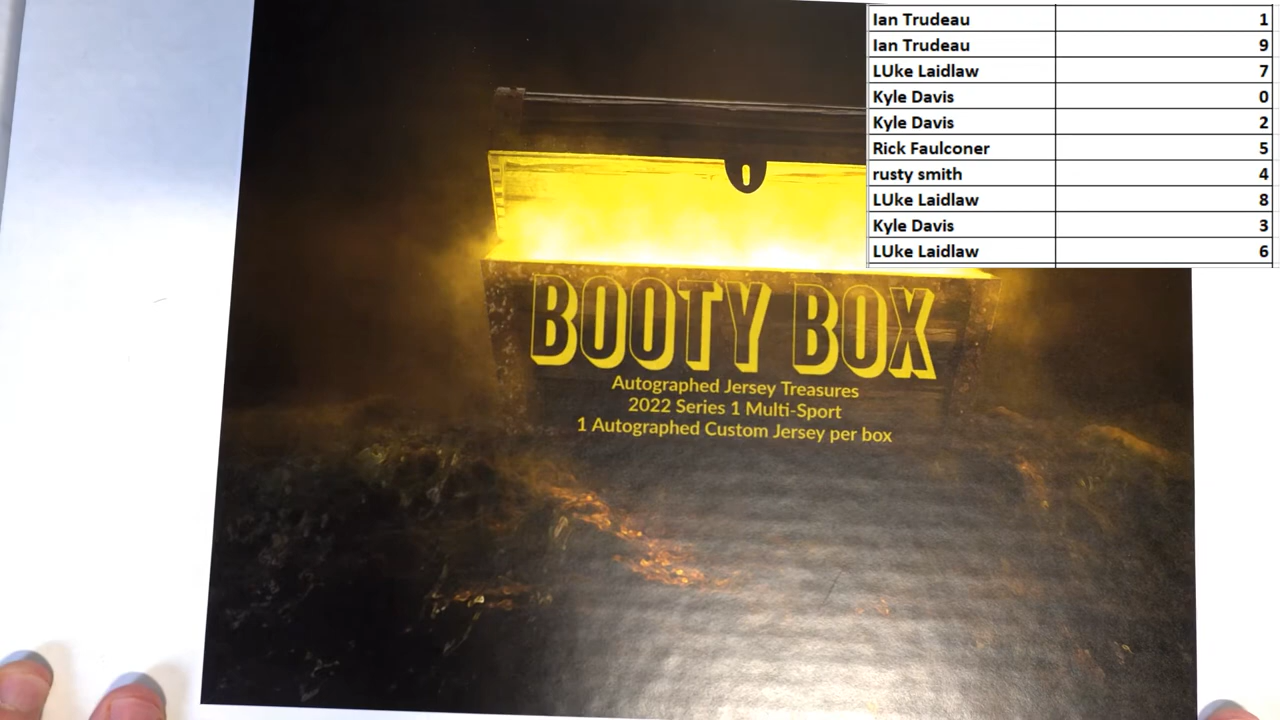 Ian Trudeau 1
Ian Trudeau 9
LUke Laidlaw 7
Kyle Davis 0
Kyle Davis 2
Rick Faulconer 5
rusty smith 4
LUke Laidlaw 8
Kyle Davis 3
LUke Laidlaw 6
BOOTY BOX
Autographed Jersey Treasures
2022 Series 1 Multi-Sport
1 Autographed Custom Jersey per box